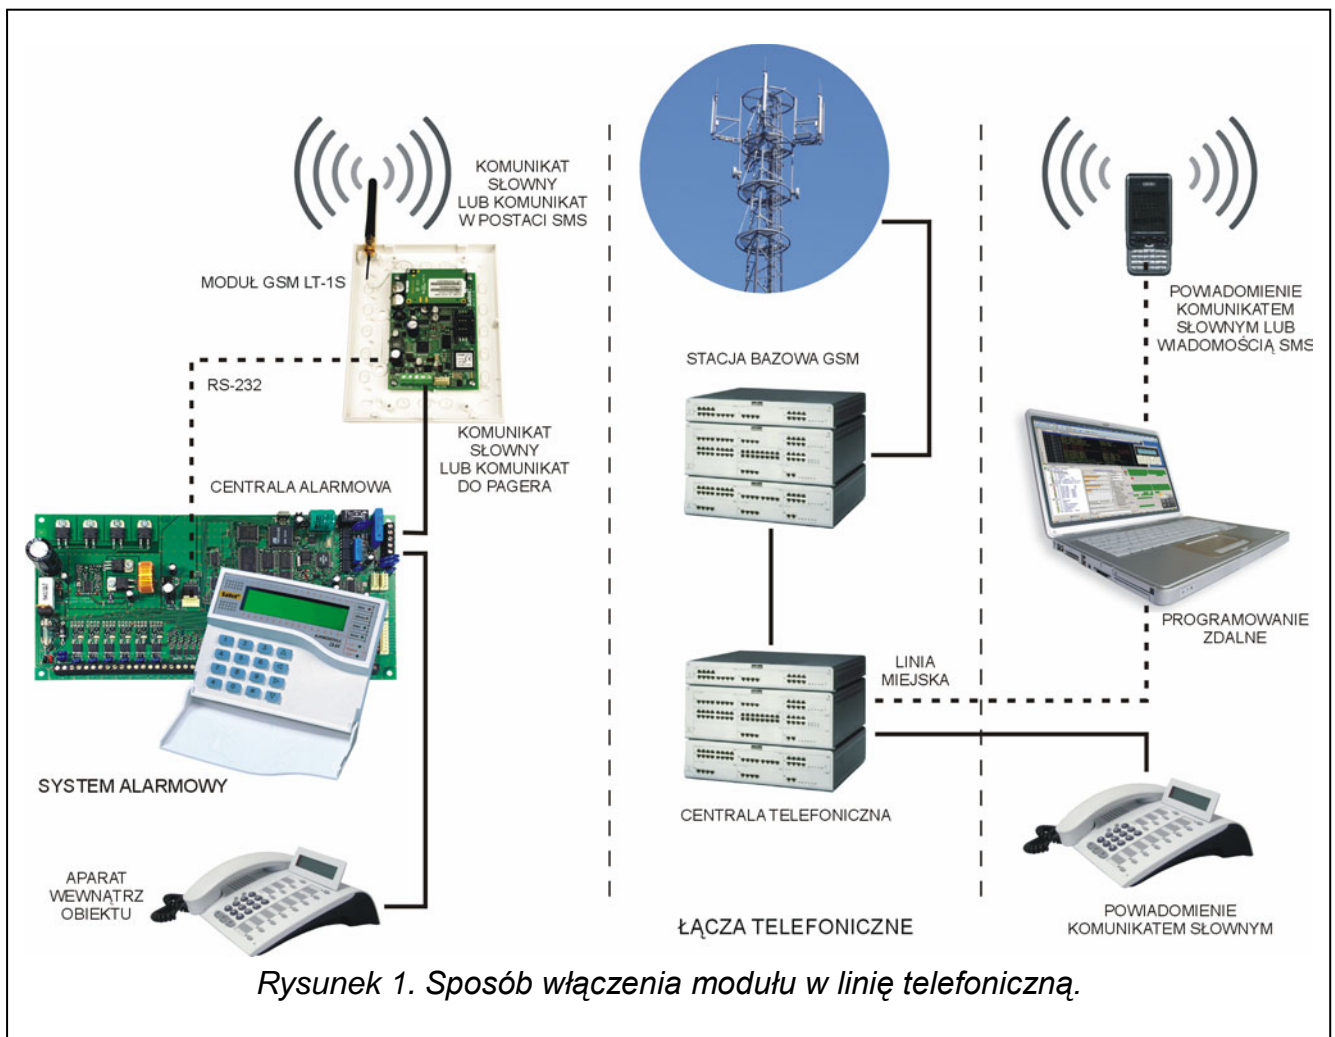 KOMUNIKAT
SŁOWNY
LUB KOMUNIKAT
W POSTACI SMS
MODUŁ GSM LT-1S
RS-232
KOMUNIKAT
SŁOWNY
LUB KOMUNIKAT
DO PAGERA
CENTRALA ALARMOWA
Satel
SYSTEM ALARMOWY
APARAT
WEWNĄTRZ
OBIEKTU
STACJA BAZOWA GSM
LINIA
MIEJSKA
CENTRALA TELEFONICZNA
ŁĄCZA TELEFONICZNE
POWIADOMIENIE
KOMUNIKATEM
SŁOWNYM LUB
WIADOMOŚCIĄ SMS
PROGRAMOWANIE
ZDALNE
POWIADOMIENIE
KOMUNIKATEM SŁOWNYM
Rysunek 1. Sposób włączenia modułu w linię telefoniczną.